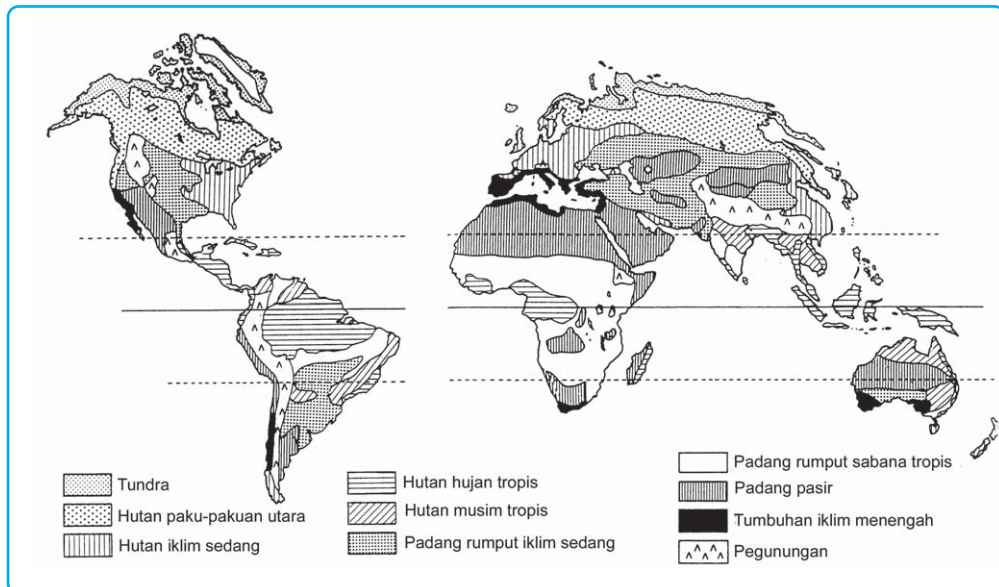 Tundra
Hutan paku-pakuan utara
Hutan iklim sedang
Hutan hujan tropis
Hutan musim tropis
Padang rumput iklim sedang
Padang rumput sabana tropis
Padang pasir
Tumbuhan iklim menengah
Pegunungan